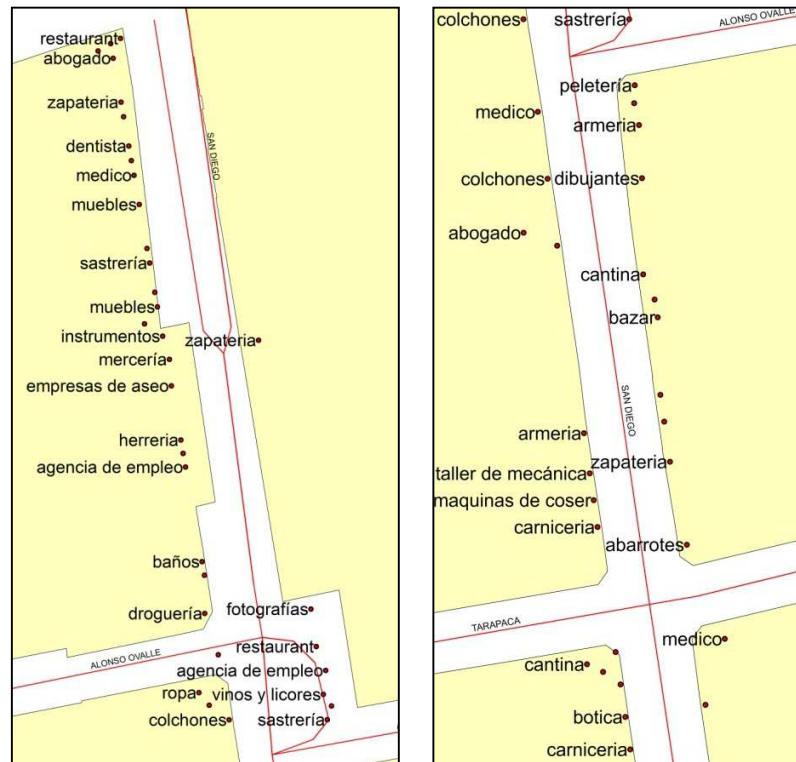 restaurant
abogado
zapateria
dentista
medico
muebles
sastrería
muebles
instrumentos
mercería
empresas de aseo
herreria
agencia de empleo
baños
droguería
SAN DIEGO
zapateria
fotografías
ALONSO OVALLE
restaurant
agencia de empleo
ropa
vinos y licores
colchones
sastrería
colchones
sastrería
ALONSO OVALLE
peletería
medico
armeria
colchones
dibujantes
abogado
cantina
bazar
SAN DIEGO
armeria
zapateria
taller de mecánica
maquinas de coser
carniceria
abarrotes
TARAPACA
medico
cantina
botica
carniceria